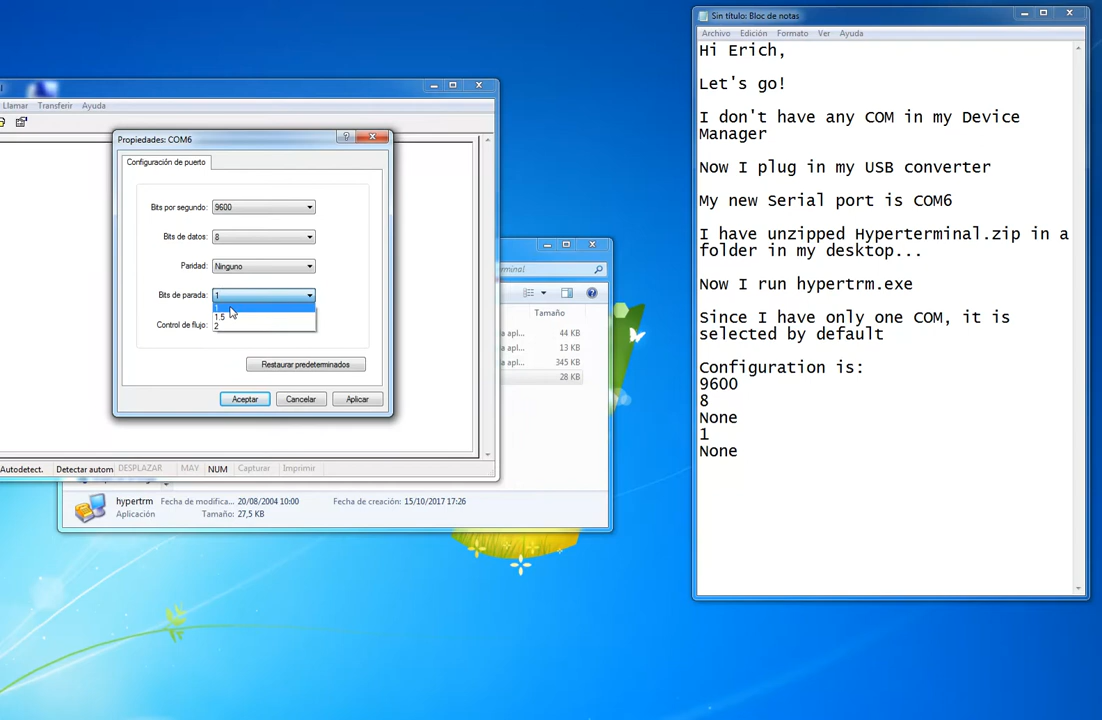 Llamar Transferir Ayuda
Propiedades: COM6
Configuración de puerto
Bits por segundo: 9600
Bits de datos: 8
Paridad: Ninguno
Bits de parada: 1
1
1.5
2
Control de flujo:
Restaurar predeterminados
Aceptar Cancelar Aplicar
Autodetect. Detectar autom DESPLAZAR MAY NUM Capturar Imprimir
Tamaño
a apl... 44 KB
a apl... 13 KB
a apl... 345 KB
28 KB
hypertrm Fecha de modifica... 20/08/2004 10:00 Fecha de creación: 15/10/2017 17:26
Aplicación Tamaño: 27,5 KB
Sin título: Bloc de notas
Archivo Edición Formato Ver Ayuda
Hi Erich,
Let's go!
I don't have any COM in my Device
Manager
Now I plug in my USB converter
My new Serial port is COM6
I have unzipped Hyperterminal.zip in a
folder in my desktop...
Now I run hypertrm.exe
Since I have only one COM, it is
selected by default
Configuration is:
9600
8
None
1
None